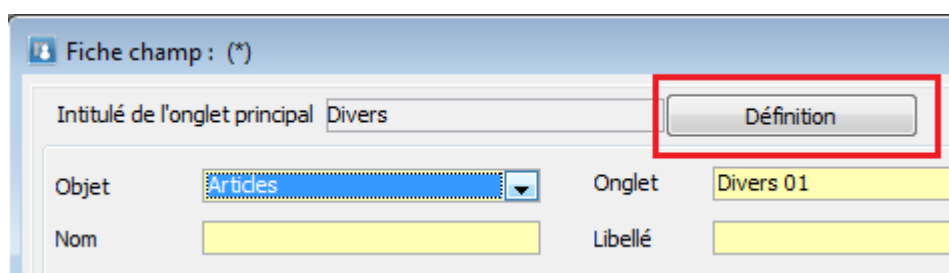 Fiche champ : (*)
Intitulé de l'onglet principal Divers Définition
Objet Articles Onglet Divers 01
Nom Libellé